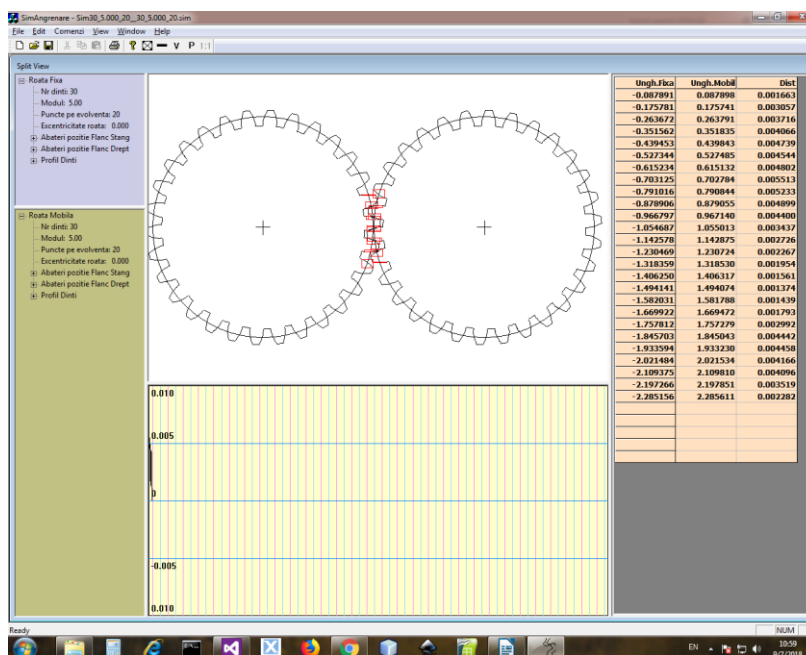 SimAngrenare - Sim30_5.000_20__30_5.000_20.sim
File Edit Comenzi View Window Help
V P 1:1
Split View
Roata Fixa
Nr dinti: 30
Modul: 5.00
Puncte pe evolventa: 20
Excentricitate roata: 0.000
Abateri pozitie Flanc Stang
Abateri pozitie Flanc Drept
Profil Dinti
Roata Mobila
Nr dinti: 30
Modul: 5.00
Puncte pe evolventa: 20
Excentricitate roata: 0.000
Abateri pozitie Flanc Stang
Abateri pozitie Flanc Drept
Profil Dinti
0.010
0.005
0
-0.005
0.010
Ungh.Fixa Ungh.Mobil Dist
-0.087891 0.087898 0.001663
-0.175781 0.175741 0.003057
-0.263672 0.263791 0.003716
-0.351562 0.351835 0.004066
-0.439453 0.439843 0.004739
-0.527344 0.527485 0.004544
-0.615234 0.615132 0.004802
-0.703125 0.702784 0.005513
-0.791016 0.790844 0.005233
-0.878906 0.879055 0.004899
-0.966797 0.967140 0.004400
-1.054687 1.055013 0.003437
-1.142578 1.142875 0.002726
-1.230469 1.230724 0.002267
-1.318359 1.318530 0.001954
-1.406250 1.406317 0.001561
-1.494141 1.494074 0.001374
-1.582031 1.581788 0.001439
-1.669922 1.669472 0.001793
-1.757812 1.757279 0.002992
-1.845703 1.845043 0.004442
-1.933594 1.933230 0.004458
-2.021484 2.021534 0.004166
-2.109375 2.109810 0.004096
-2.197266 2.197851 0.003519
-2.285156 2.285611 0.002282
Ready
NUM
EN
10:59
9/7/2018